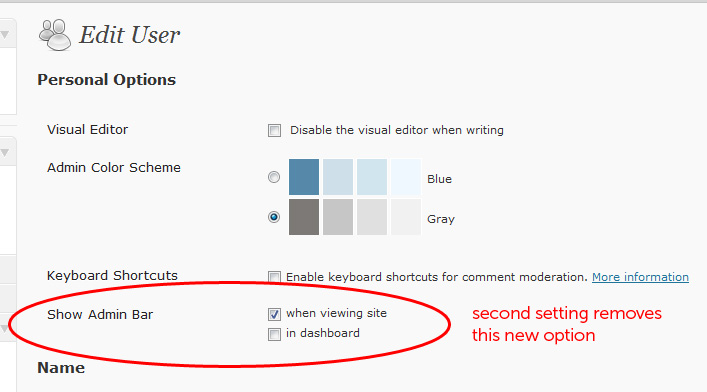 Edit User
Personal Options
Visual Editor Disable the visual editor when writing
Admin Color Scheme
Blue
Gray
Keyboard Shortcuts Enable keyboard shortcuts for comment moderation. More information
Show Admin Bar when viewing site
in dashboard
second setting removes
this new option
Name